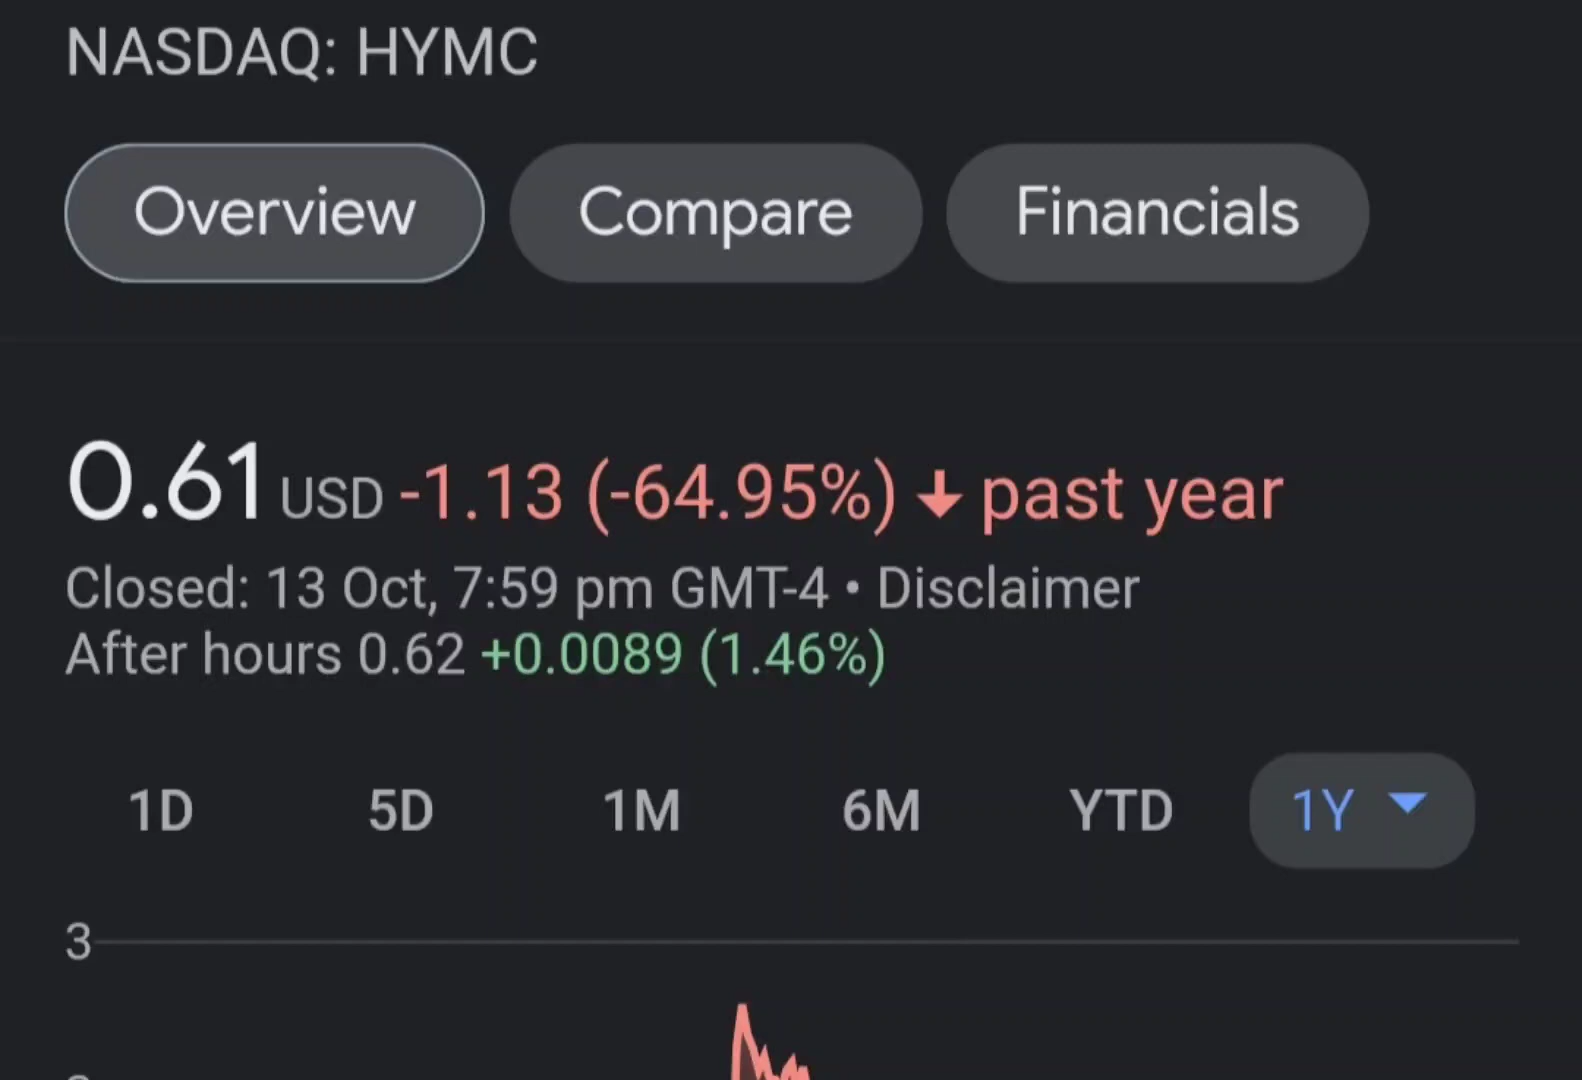 NASDAQ: HYMC
Overview Compare Financials
0.61 USD -1.13 (-64.95%) ↓ past year
Closed: 13 Oct, 7:59 pm GMT-4 • Disclaimer
After hours 0.62 +0.0089 (1.46%)
1D 5D 1M 6M YTD 1Y
3